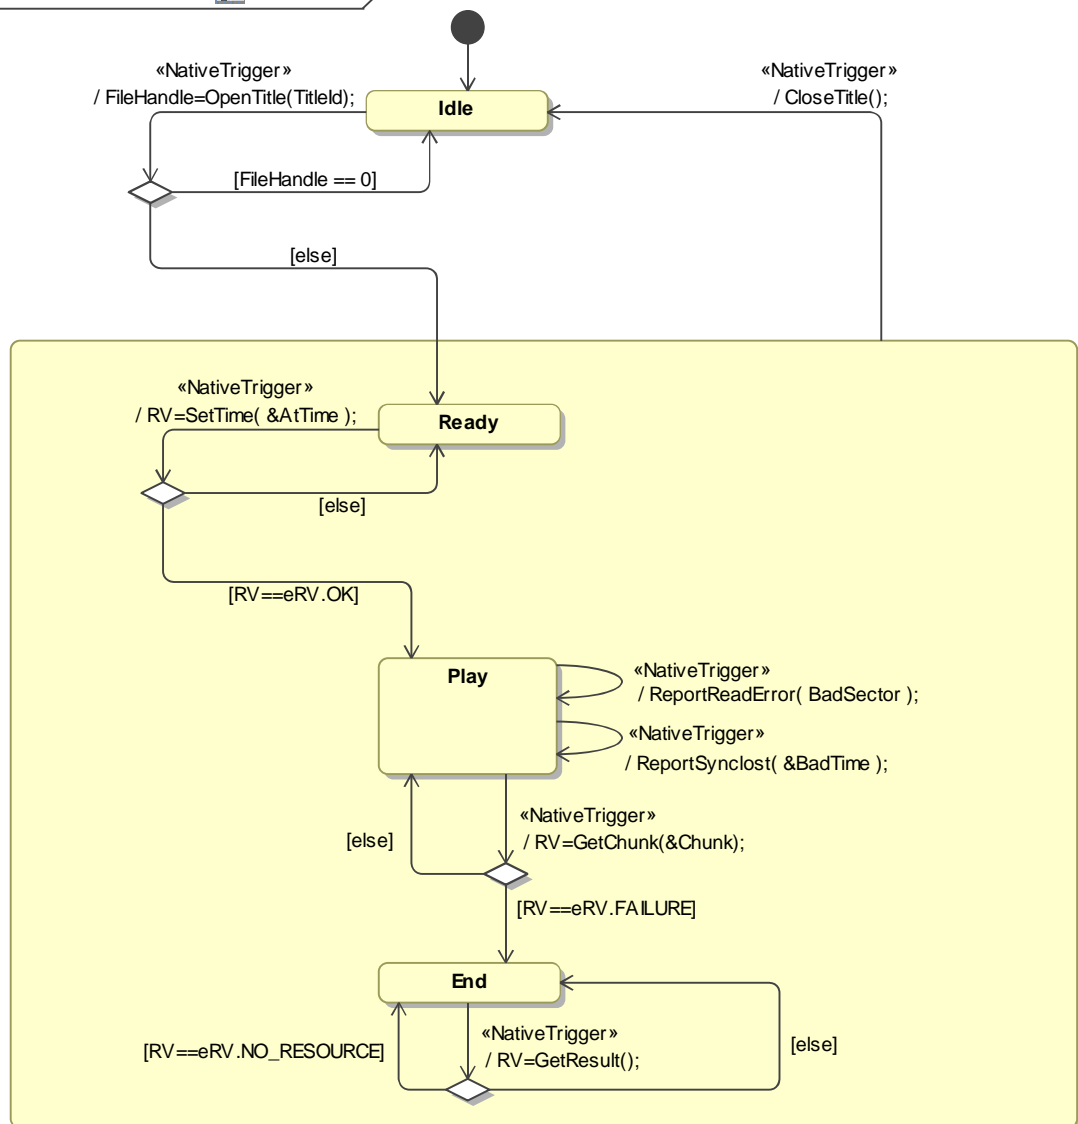 «NativeTrigger»
/ FileHandle=OpenTitle(TitleId);
«NativeTrigger»
/ CloseTitle();
Idle
[FileHandle == 0]
[else]
«NativeTrigger»
/ RV=SetTime( &AtTime );
Ready
[else]
[RV==eRV.OK]
Play
«NativeTrigger»
/ ReportReadError( BadSector );
«NativeTrigger»
/ ReportSynclost( &BadTime );
«NativeTrigger»
/ RV=GetChunk(&Chunk);
[else]
[RV==eRV.FAILURE]
End
«NativeTrigger»
/ RV=GetResult();
[RV==eRV.NO_RESOURCE]
[else]